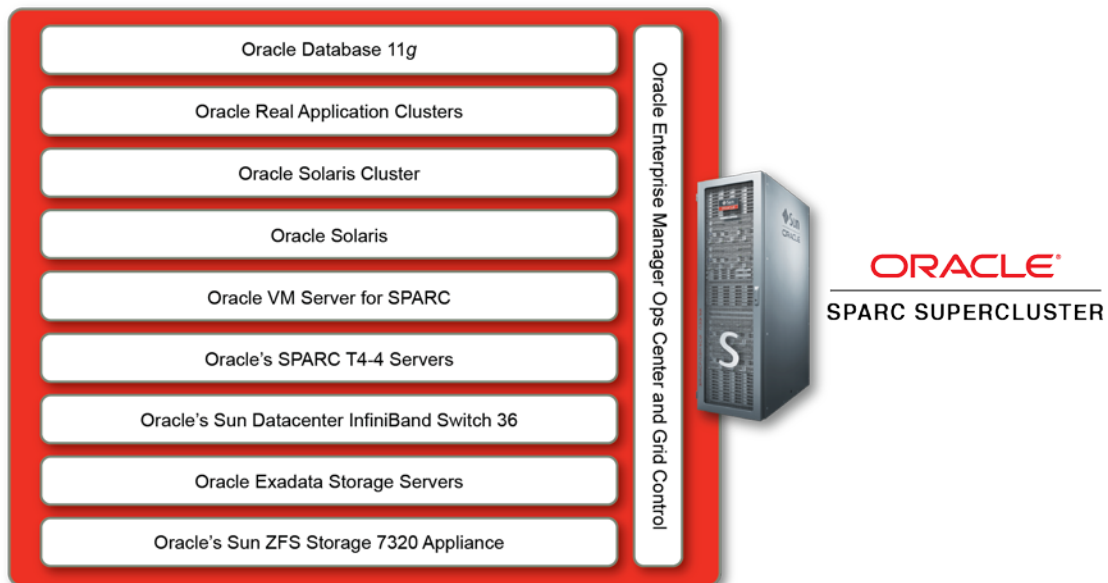 Oracle Database 11g
Oracle Real Application Clusters
Oracle Solaris Cluster
Oracle Solaris
Oracle VM Server for SPARC
Oracle's SPARC T4-4 Servers
Oracle's Sun Datacenter InfiniBand Switch 36
Oracle Exadata Storage Servers
Oracle's Sun ZFS Storage 7320 Appliance
Oracle Enterprise Manager Ops Center and Grid Control
Sun
ORACLE
S
ORACLE®
SPARC SUPERCLUSTER